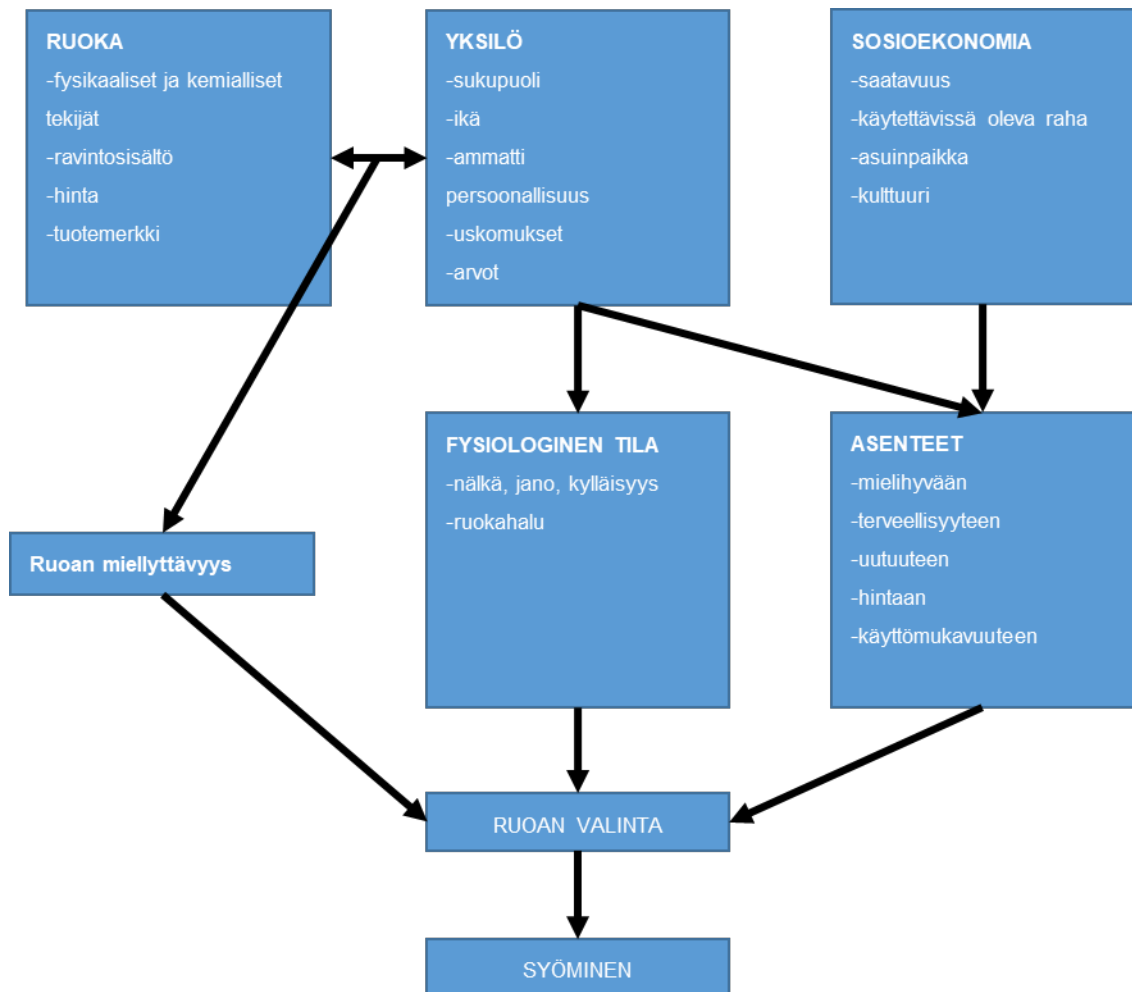 RUOKA
-fysikaaliset ja kemialliset
tekijät
-ravintosisältö
-hinta
-tuotemerkki
YKSILÖ
-sukupuoli
-ikä
-ammatti
persoonallisuus
-uskomukset
-arvot
SOSIOEKONOMIA
-saatavuus
-käytettävissä oleva raha
-asuinpaikka
-kulttuuri
Ruoan miellyttävyys
FYSIOLOGINEN TILA
-nälkä, jano, kylläisyys
-ruokahalu
ASENTEET
-mielihyvään
-terveellisyyteen
-uutuuteen
-hintaan
-käyttömukavuuteen
RUOAN VALINTA
SYÖMINEN